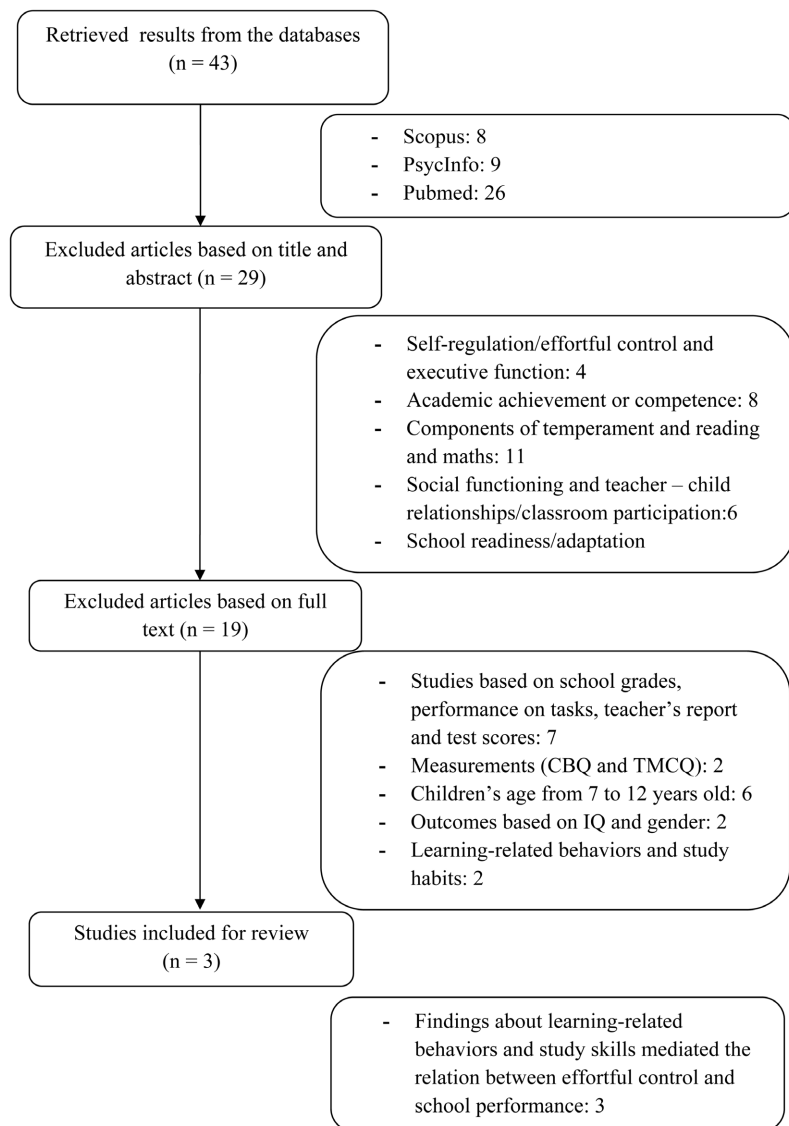 Retrieved results from the databases
(n = 43)
- Scopus: 8
- PsycInfo: 9
- Pubmed: 26
Excluded articles based on title and
abstract (n = 29)
- Self-regulation/effortful control and
executive function: 4
- Academic achievement or competence: 8
- Components of temperament and reading
and maths: 11
- Social functioning and teacher – child
relationships/classroom participation:6
- School readiness/adaptation
Excluded articles based on full
text (n = 19)
- Studies based on school grades,
performance on tasks, teacher’s report
and test scores: 7
- Measurements (CBQ and TMCQ): 2
- Children’s age from 7 to 12 years old: 6
- Outcomes based on IQ and gender: 2
- Learning-related behaviors and study
habits: 2
Studies included for review
(n = 3)
- Findings about learning-related
behaviors and study skills mediated the
relation between effortful control and
school performance: 3